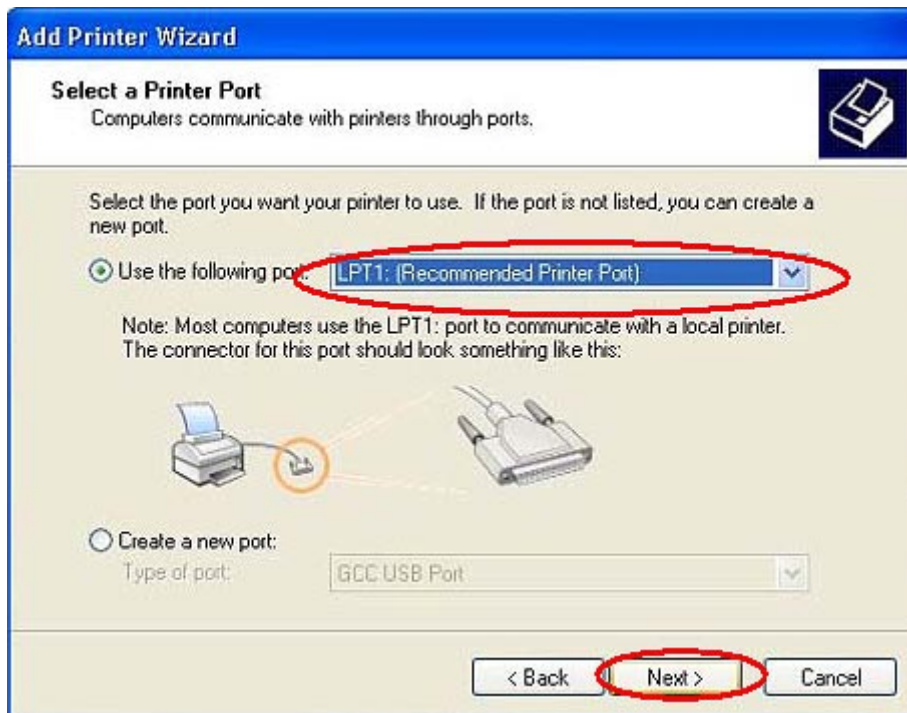 Add Printer Wizard
Select a Printer Port
Computers communicate with printers through ports.
Select the port you want your printer to use. If the port is not listed, you can create a
new port.
Use the following port: LPT1: (Recommended Printer Port)
Note: Most computers use the LPT1: port to communicate with a local printer.
The connector for this port should look something like this:
Create a new port:
Type of port: GCC USB Port
< Back Next > Cancel